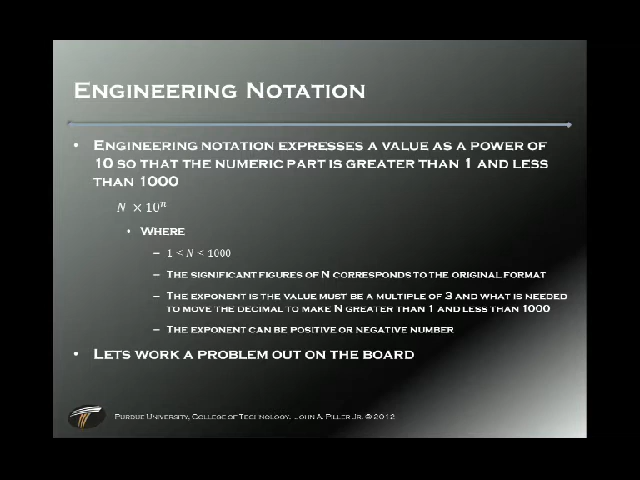 Engineering Notation
• Engineering notation expresses a value as a power of
10 so that the numeric part is greater than 1 and less
than 1000
N × 10ⁿ
• Where
– 1 < N < 1000
– The significant figures of N corresponds to the original format
– The exponent is the value must be a multiple of 3 and what is needed
to move the decimal to make N greater than 1 and less than 1000
– The exponent can be positive or negative number
• Lets work a problem out on the board
Purdue University, College of Technology, John A. Piller Jr. © 2012